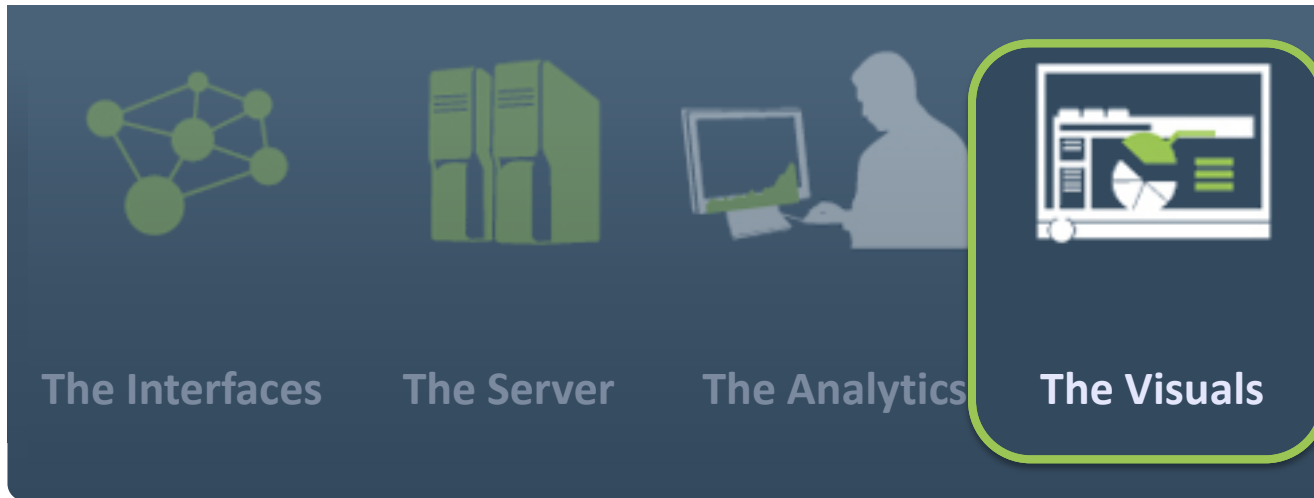 The Interfaces The Server The Analytics The Visuals